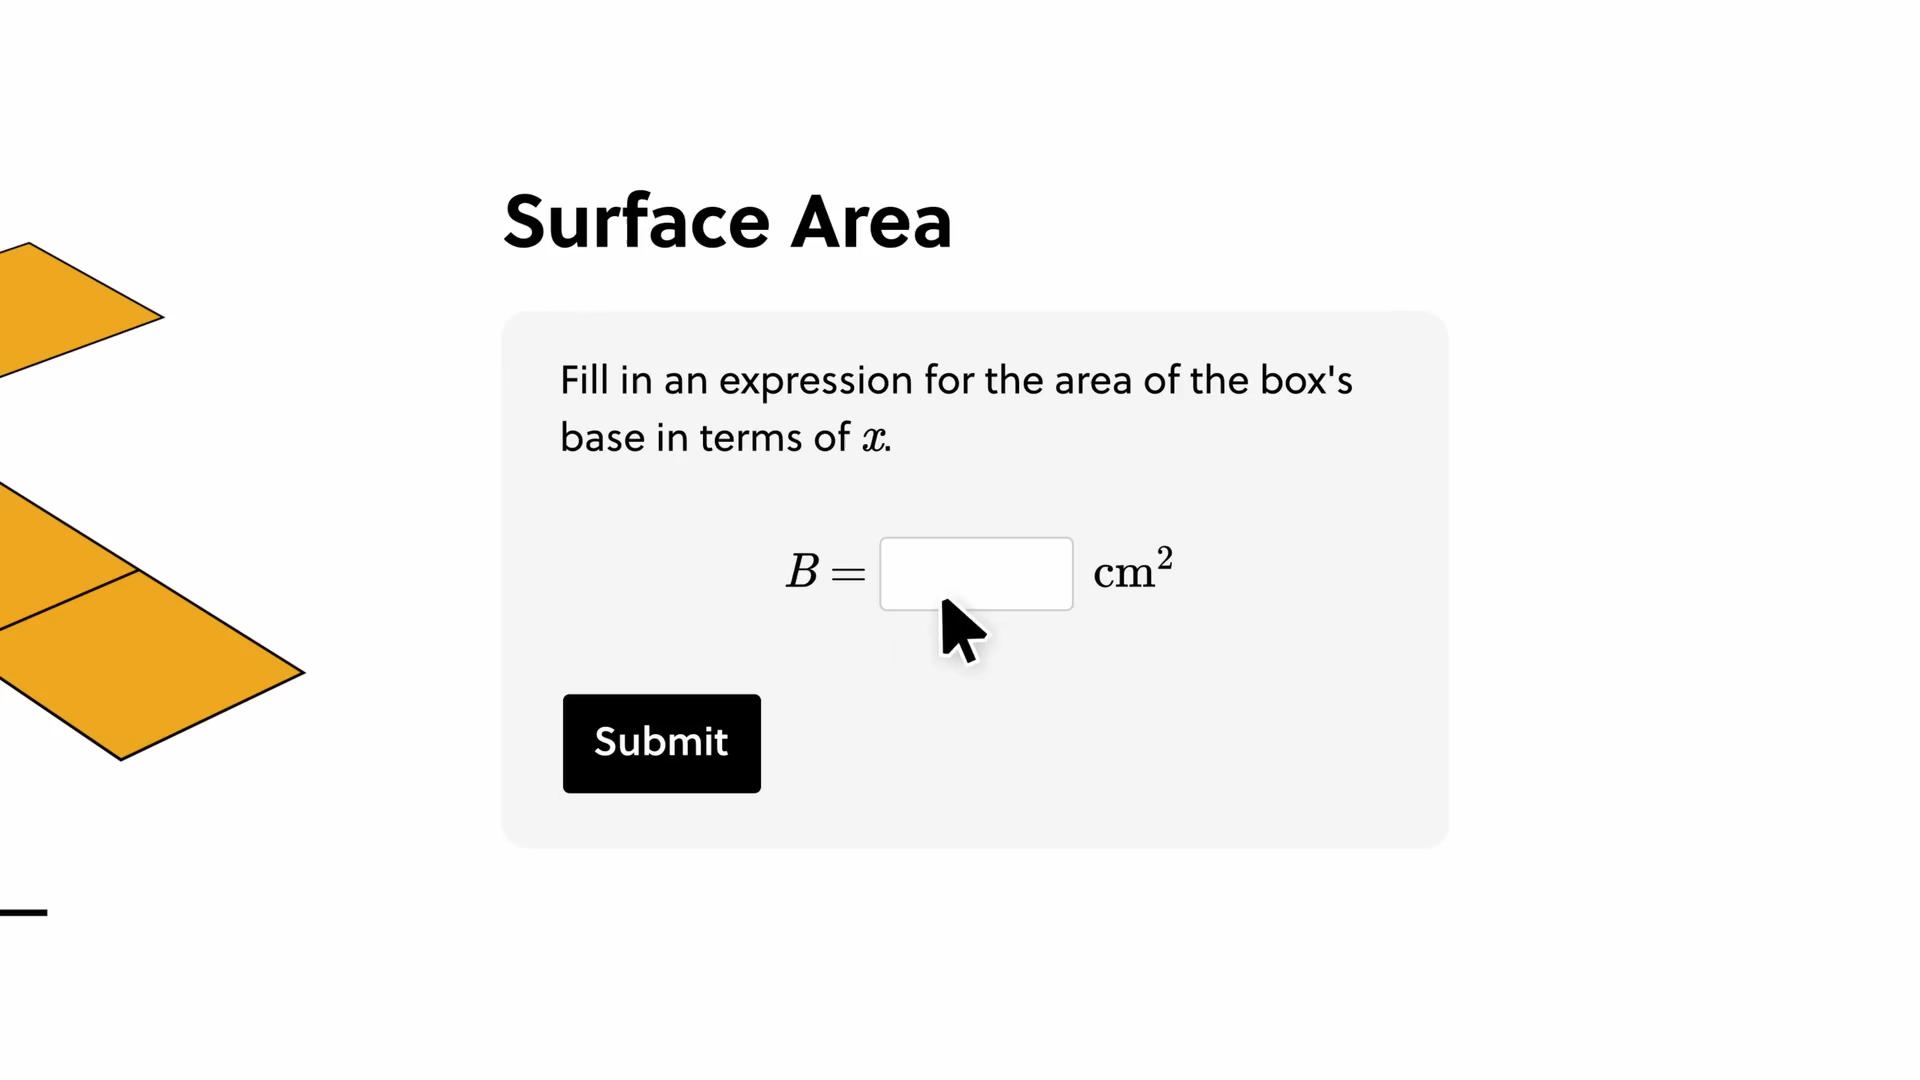 Surface Area
Fill in an expression for the area of the box's
base in terms of x.
B = cm²
Submit